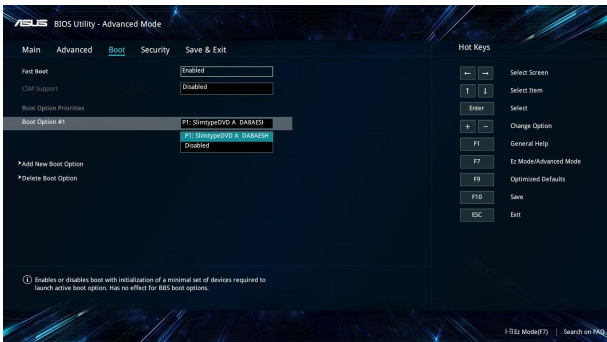 ASUS BIOS Utility - Advanced Mode
Main Advanced Boot Security Save & Exit
Hot Keys
Fast Boot Enabled
CSM Support Disabled
Boot Option Priorities
Boot Option #1 P1: SlimtypeDVD A DA8AESI
P1: SlimtypeDVD A DA8AESH
Disabled
Add New Boot Option
Delete Boot Option
← → Select Screen
↑ ↓ Select Item
Enter Select
+ − Change Option
F1 General Help
F7 Ez Mode/Advanced Mode
F9 Optimized Defaults
F10 Save
ESC Exit
Enables or disables boot with initialization of a minimal set of devices required to
launch active boot option. Has no effect for BBS boot options.
Ez Mode(F7) | Search on FAQ